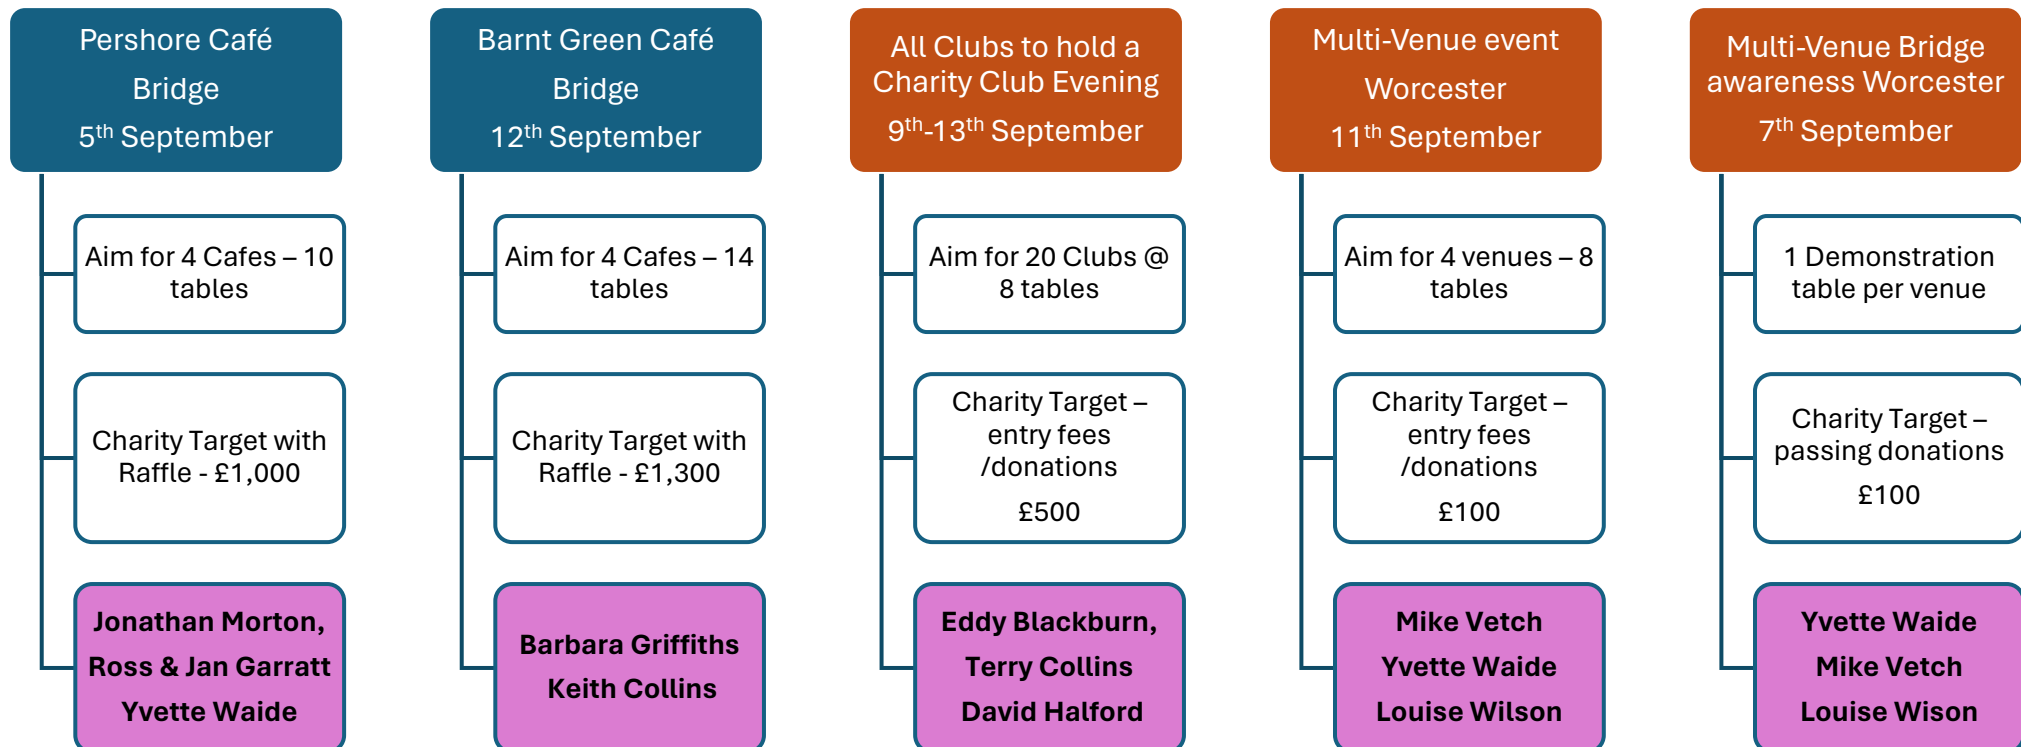 Pershore Café
Bridge
5th September
Aim for 4 Cafes – 10
tables
Charity Target with
Raffle - £1,000
Jonathan Morton,
Ross & Jan Garratt
Yvette Waide
Barnt Green Café
Bridge
12th September
Aim for 4 Cafes – 14
tables
Charity Target with
Raffle - £1,300
Barbara Griffiths
Keith Collins
All Clubs to hold a
Charity Club Evening
9th-13th September
Aim for 20 Clubs @
8 tables
Charity Target –
entry fees
/donations
£500
Eddy Blackburn,
Terry Collins
David Halford
Multi-Venue event
Worcester
11th September
Aim for 4 venues – 8
tables
Charity Target –
entry fees
/donations
£100
Mike Vetch
Yvette Waide
Louise Wilson
Multi-Venue Bridge
awareness Worcester
7th September
1 Demonstration
table per venue
Charity Target –
passing donations
£100
Yvette Waide
Mike Vetch
Louise Wison